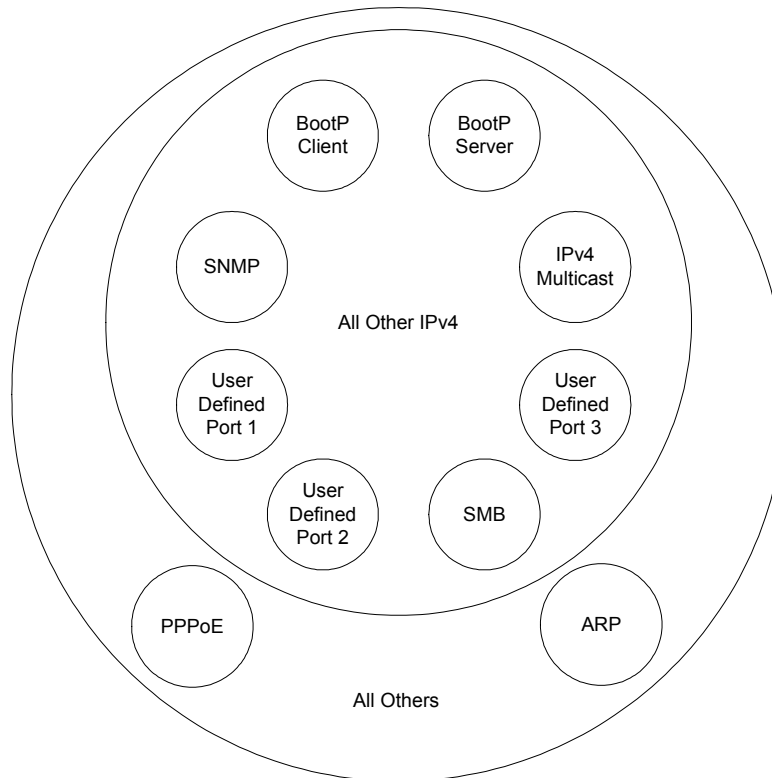 BootP
Client
BootP
Server
SNMP
IPv4
Multicast
All Other IPv4
User
Defined
Port 1
User
Defined
Port 3
User
Defined
Port 2
SMB
PPPoE
ARP
All Others